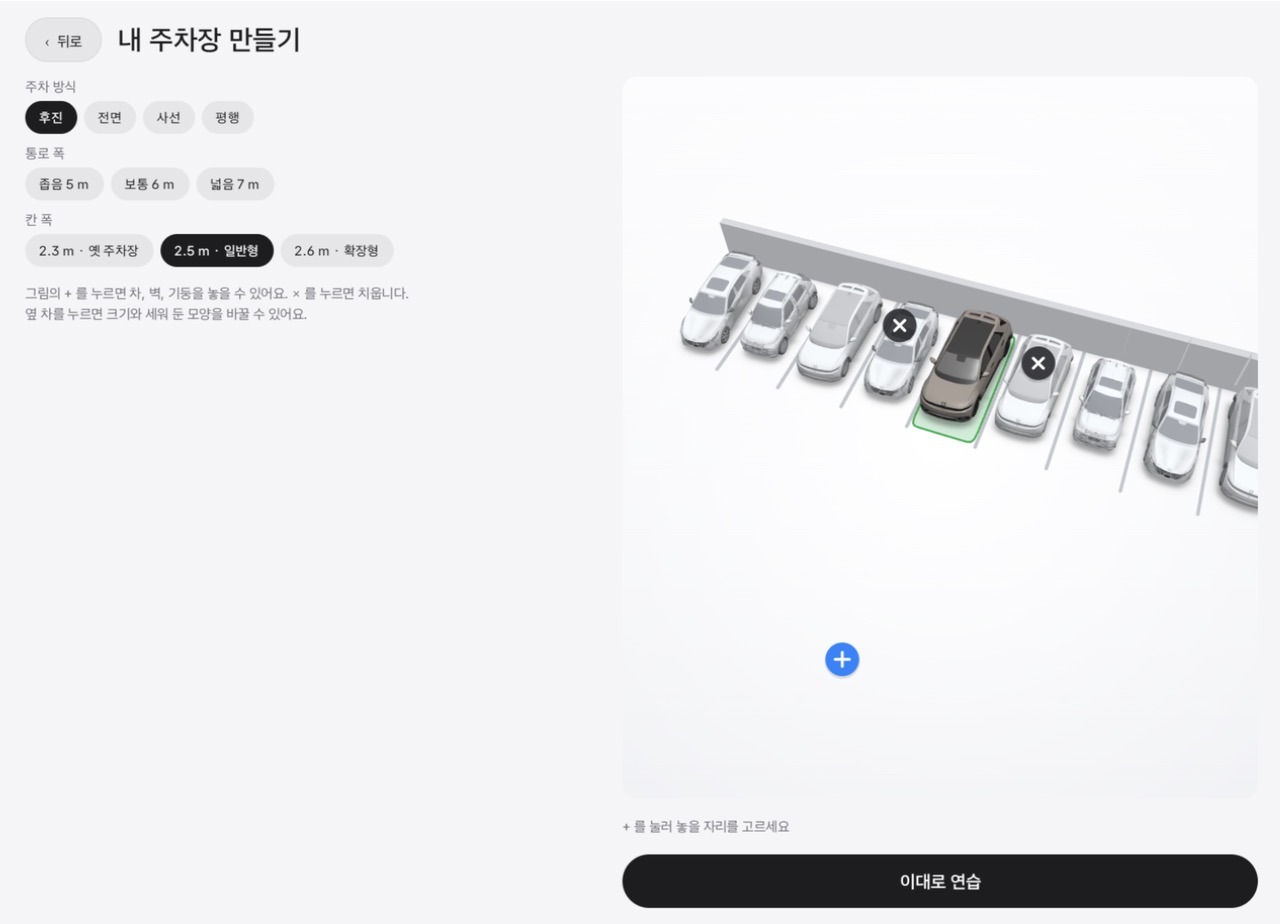 ‹ 뒤로
내 주차장 만들기
주차 방식
후진
전면
사선
평행
통로 폭
좁음 5 m
보통 6 m
넓음 7 m
칸 폭
2.3 m · 옛 주차장
2.5 m · 일반형
2.6 m · 확장형
그림의 + 를 누르면 차, 벽, 기둥을 놓을 수 있어요. × 를 누르면 치웁니다.
옆 차를 누르면 크기와 세워 둔 모양을 바꿀 수 있어요.
+ 를 눌러 놓을 자리를 고르세요
이대로 연습